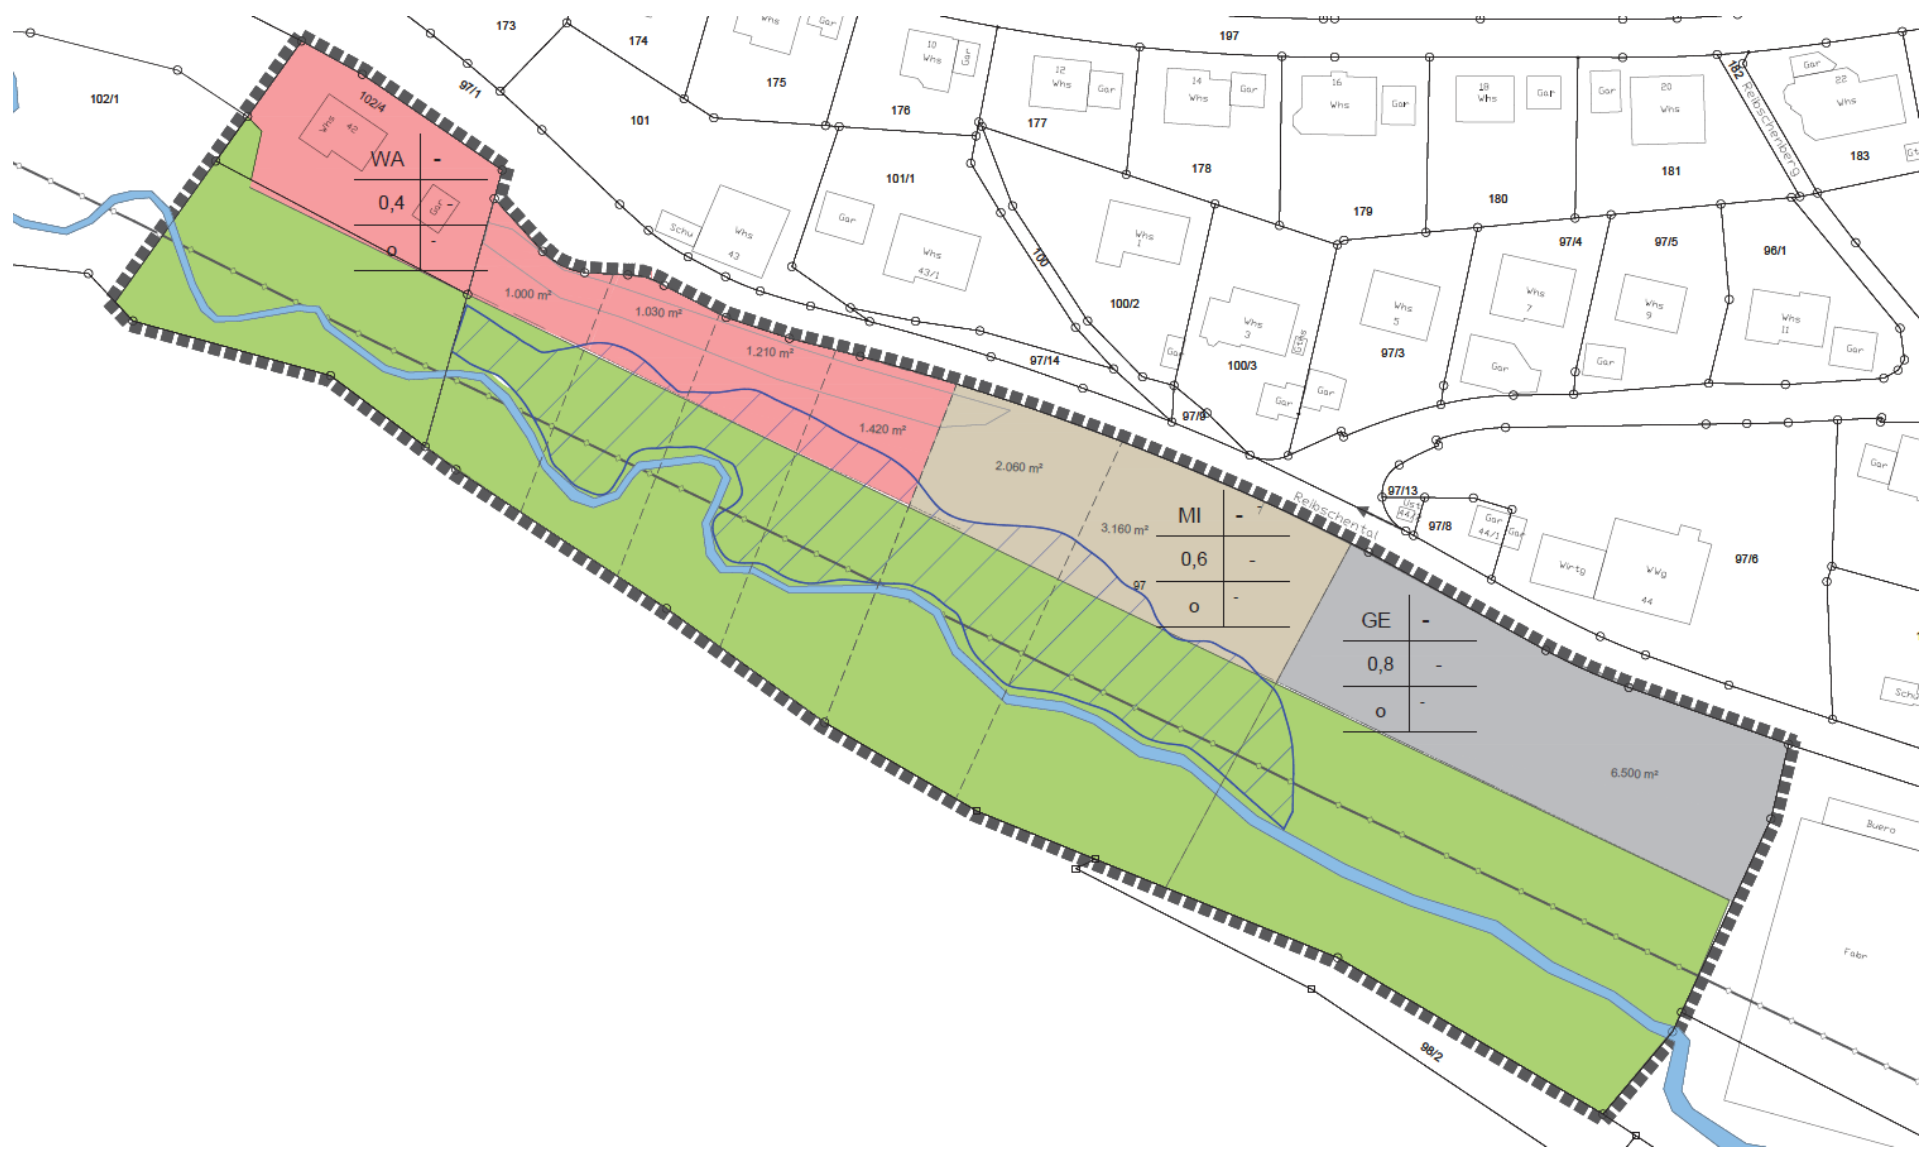 173
174
175
176
197
10
Whs
Gar
Whs
Gar
12
Whs
Gar
14
Whs
Gar
16
Whs
Gar
18
Whs
Gar
Gar
20
Whs
182
Reibschenberg
Gar
22
Whs
183
102/1
97/1
101
102/4
Whs
42
177
178
179
180
181
101/1
WA -
0,4 -
o -
Gar
Schu
Whs
43
Gar
Whs
43/1
100
Whs
1
100/2
97/4
97/5
96/1
Whs
3
Gar
100/3
Whs
5
97/3
Whs
7
Gar
Whs
9
Gar
Whs
11
Gar
Gar
Gar
97/14
97/9
1.000 m²
1.030 m²
1.210 m²
1.420 m²
2.060 m²
3.160 m²
97
MI -
0,6 -
o -
Reibschental
97/13
97/8
Gar
44/1
Gar
Wirtg
WWg
44
97/6
Gar
Schu
GE -
0,8 -
o -
6.500 m²
Buero
Fabr
98/2